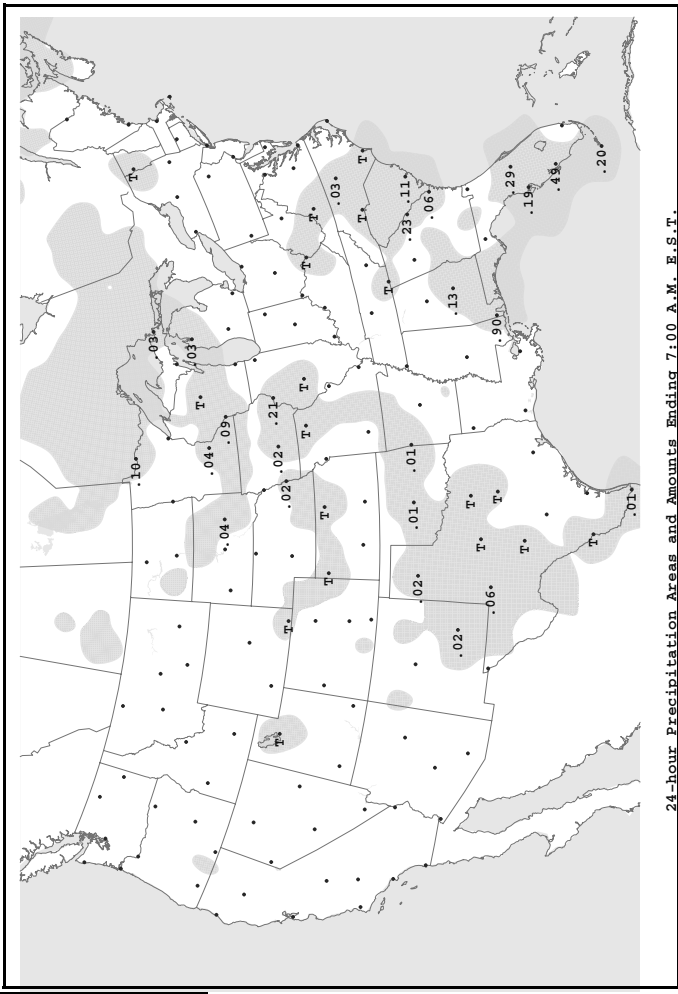 T
.10
.03
.03
T
.04
.04
.09
.21
.02
T
.02
T
T
T
T
T
T
T
.03
T
T
T
.11
.23
.01
.01
.02
.06
.13
.02
T
T
.06
.90
T
.29
T
.19
.49
T
.20
.01
24-hour Precipitation Areas and Amounts Ending 7:00 A.M. E.S.T.